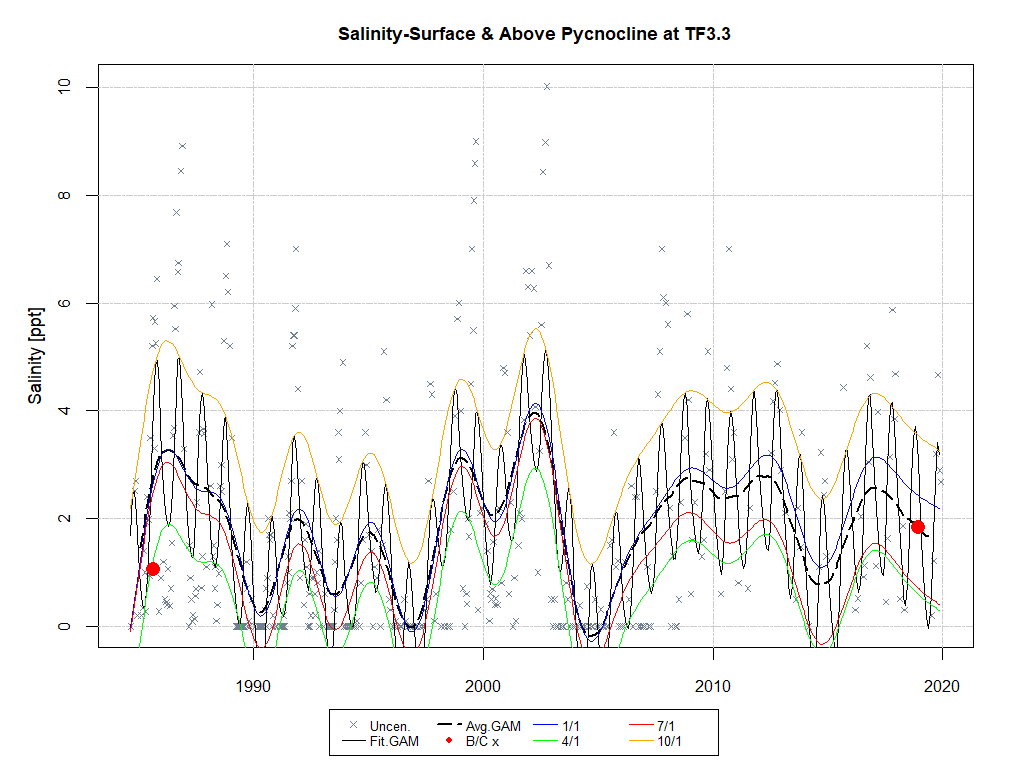 Salinity-Surface & Above Pycnocline at TF3.3
Salinity [ppt]
10
8
6
4
2
0
1990 2000 2010 2020
Uncen. Avg.GAM 1/1 7/1
Fit.GAM B/C x 4/1 10/1